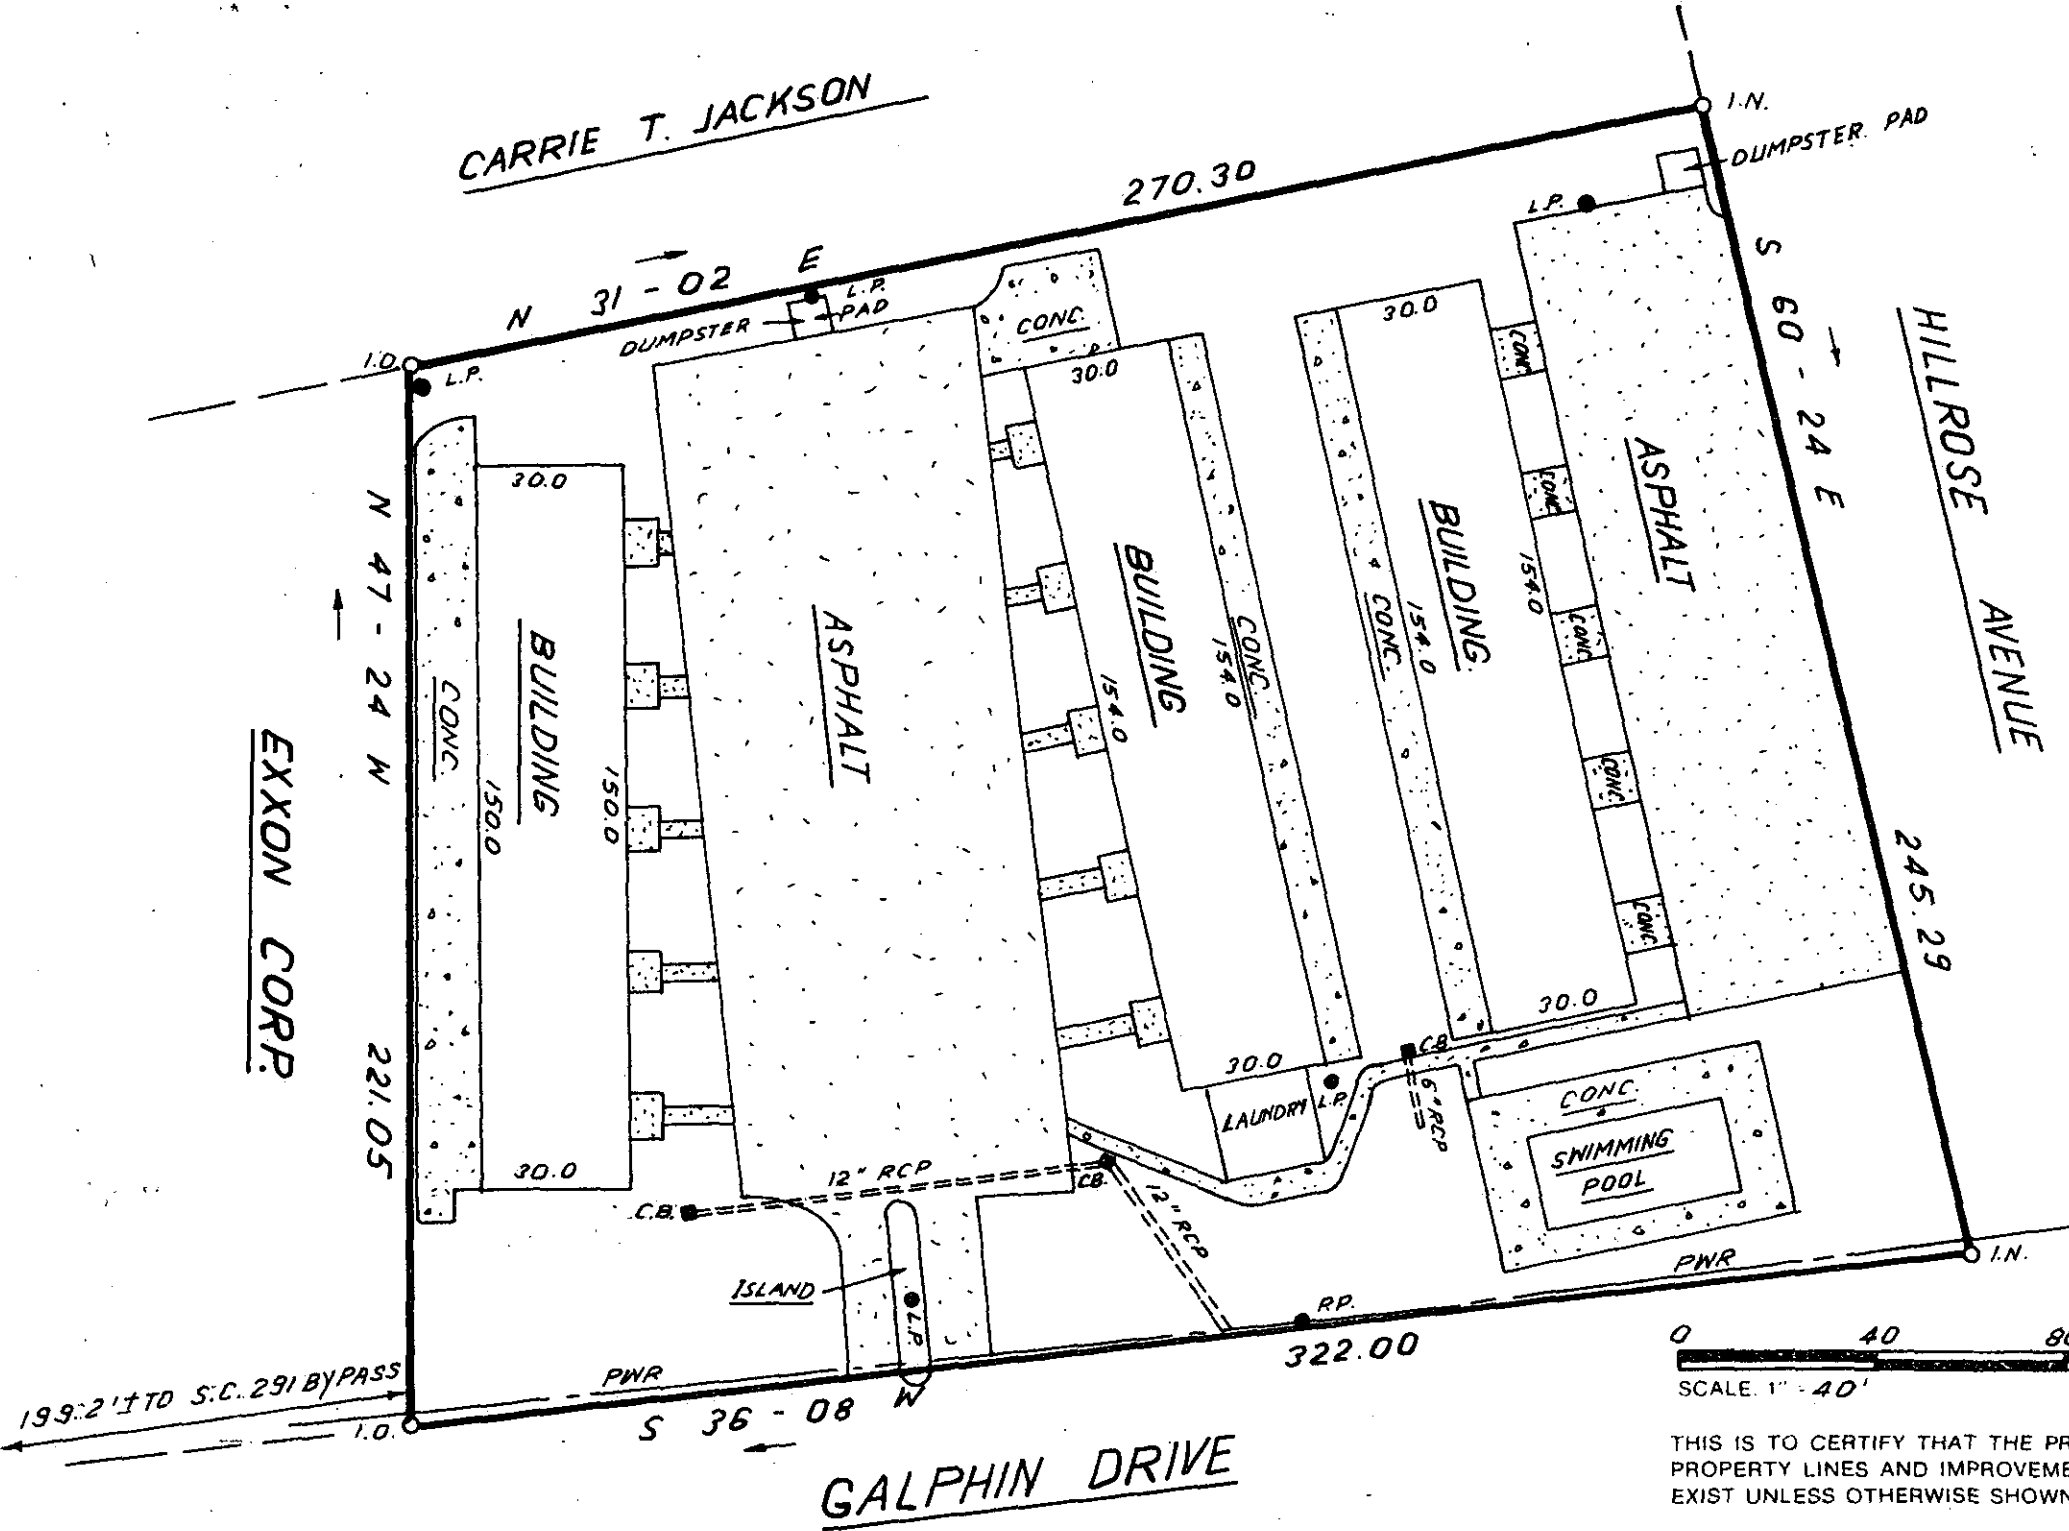 CARRIE T. JACKSON
270.30
I.N.
DUMPSTER PAD
L.P.
N 31-02 E
L.P.
DUMPSTER PAD
I.O.
L.P.
CONC.
30.0
30.0
30.0
S 60-24 E
HILLROSE AVENUE
245.29
N 47-24 W
221.05
EXXON CORP.
CONC.
BUILDING
150.0
150.0
30.0
ASPHALT
BUILDING
154.0
CONC.
154.0
30.0
CONC.
154.0
BUILDING
154.0
30.0
CONC
CONC
CONC
CONC
CONC.
ASPHALT
LAUNDRY
L.P.
C.B.
6" RCP
CONC.
SWIMMING
POOL
12" RCP
C.B.
CB.
12" RCP
ISLAND
L.P.
PWR
PWR
P.P.
I.N.
322.00
199.2'± TO S.C. 291 BYPASS
I.O.
S 36-08 W
GALPHIN DRIVE
0 40 80
SCALE. 1" = 40'
THIS IS TO CERTIFY THAT THE PR
PROPERTY LINES AND IMPROVEME
EXIST UNLESS OTHERWISE SHOWN